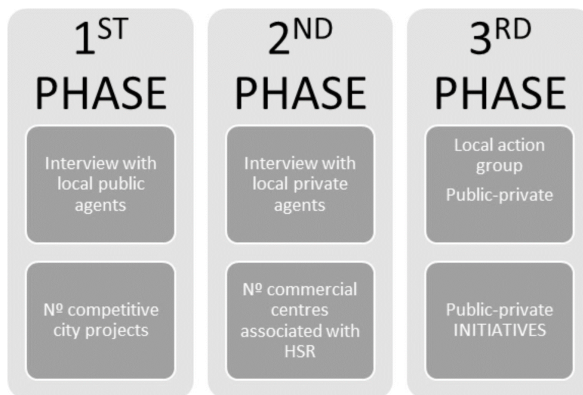 1ST
PHASE
Interview with
local public
agents
Nº competitive
city projects
2ND
PHASE
Interview with
local private
agents
Nº commercial
centres
associated with
HSR
3RD
PHASE
Local action
group
Public-private
Public-private
INITIATIVES